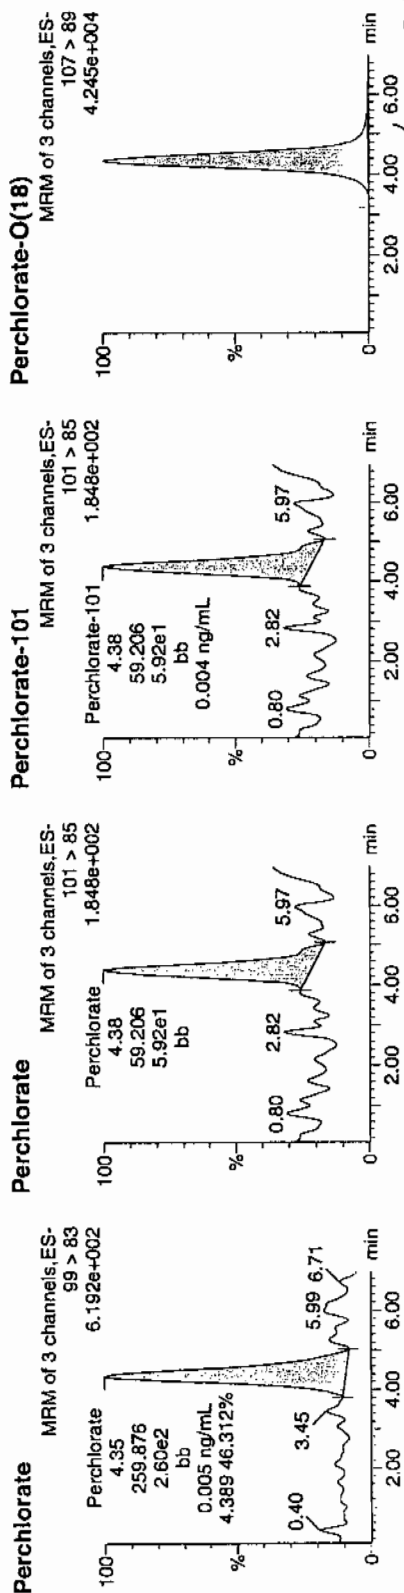 Perchlorate
MRM of 3 channels,ES-
99 > 83
6.192e+002
100
Perchlorate
4.35
259.876
2.60e2
bb
0.005 ng/mL
4.389 46.312%
%
0.40
3.45
5.99
6.71
0
2.00
4.00
6.00
min
Perchlorate
MRM of 3 channels,ES-
101 > 85
1.848e+002
100
Perchlorate
4.38
59.206
5.92e1
bb
%
0.80
2.82
5.97
0
2.00
4.00
6.00
min
Perchlorate-101
MRM of 3 channels,ES-
101 > 85
1.848e+002
100
Perchlorate-101
4.38
59.206
5.92e1
bb
0.004 ng/mL
%
0.80
2.82
5.97
0
2.00
4.00
6.00
min
Perchlorate-O(18)
MRM of 3 channels,ES-
107 > 89
4.245e+004
100
%
0
2.00
4.00
6.00
min